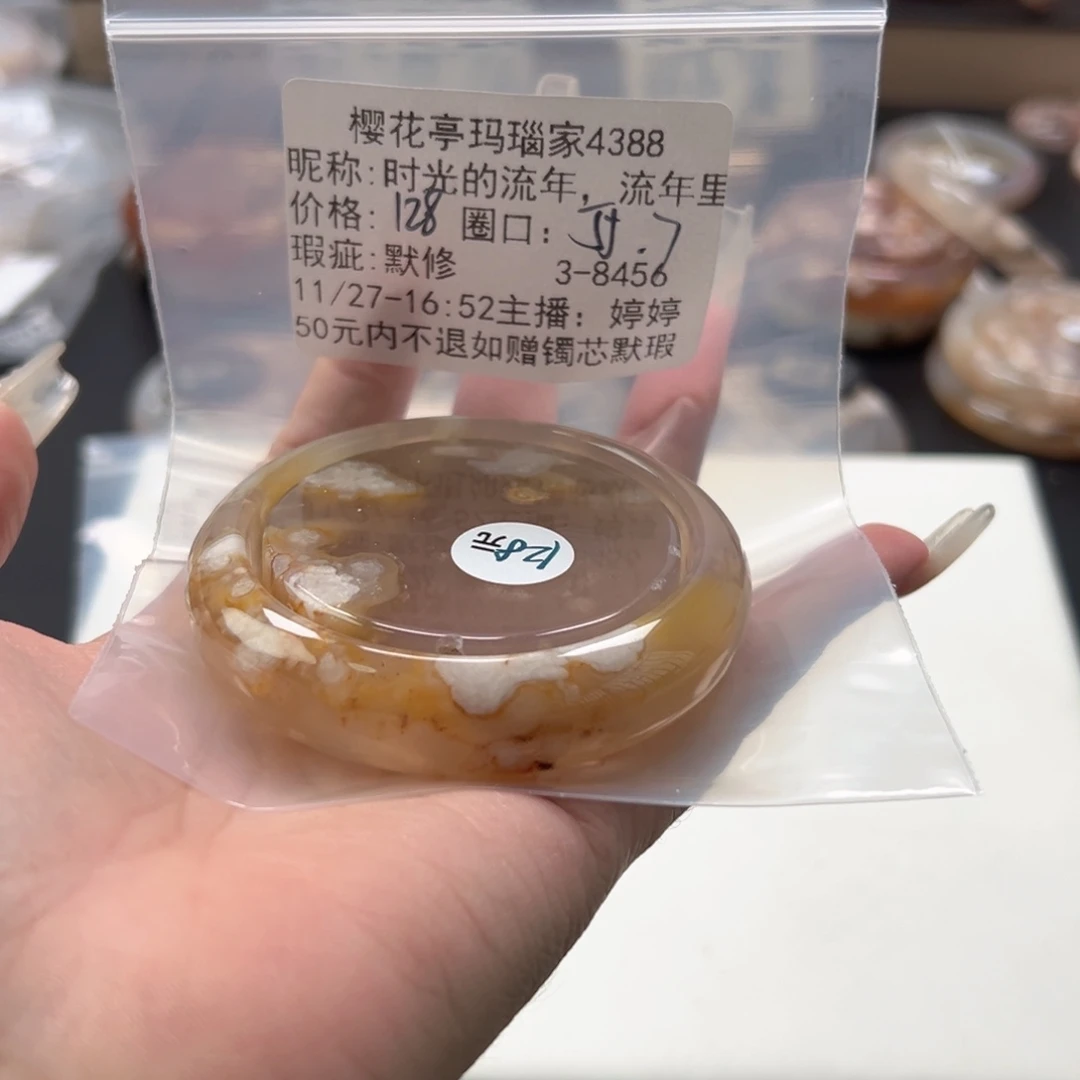 樱花亭玛瑙家4388
昵称:时光的流年,流年里
价格:128 圈口:
瑕疵:默修 3-8456
11/27-16:52主播:婷婷
50元内不退如赠镯芯默瑕
128元